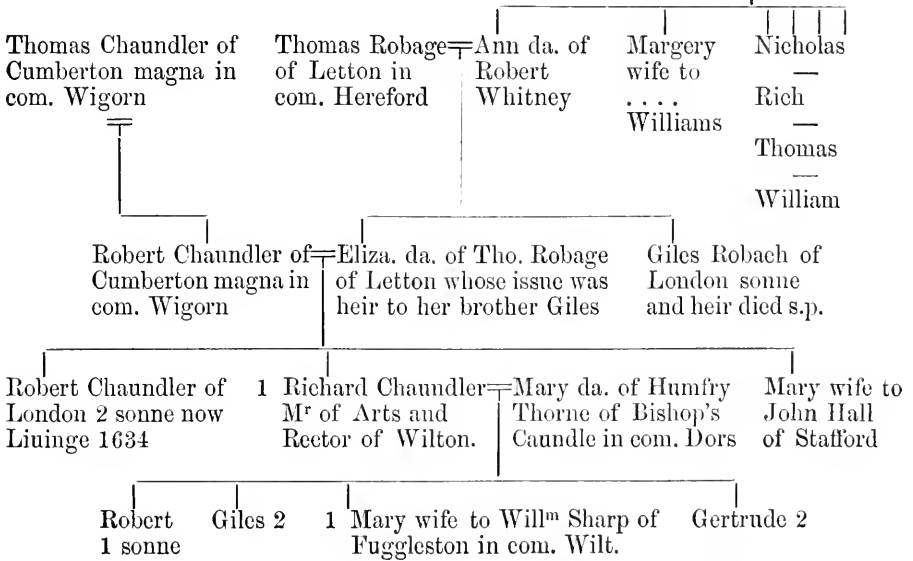 Thomas Chaundler of
Cumberton magna in
com. Wigorn
Thomas Robage
of Letton in
com. Hereford
Ann da. of
Robert
Whitney
Margery
wife to
. . . .
Williams
Nicholas
—
Rich
—
Thomas
—
William
Robert Chaundler of
Cumberton magna in
com. Wigorn
Eliza. da. of Tho. Robage
of Letton whose issue was
heir to her brother Giles
Giles Robach of
London sonne
and heir died s.p.
Robert Chaundler of
London 2 sonne now
Liuinge 1634
1 Richard Chaundler
Mʳ of Arts and
Rector of Wilton.
Mary da. of Humfry
Thorne of Bishop's
Caundle in com. Dors
Mary wife to
John Hall
of Stafford
Robert
1 sonne
Giles 2
1 Mary wife to Willᵐ Sharp of
Fuggleston in com. Wilt.
Gertrude 2